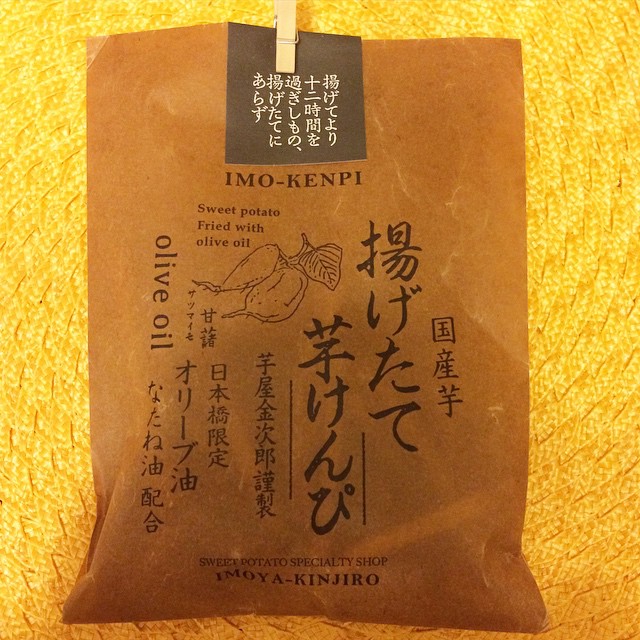 揚げてより
十二時間を
過ぎしもの、
揚げたてに
あらず
IMO-KENPI
Sweet potato
Fried with
olive oil
国産芋
揚げたて
芋けんぴ
芋屋金次郎謹製
日本橋限定
甘藷
サツマイモ
オリーブ油
olive oil
なたね油配合
SWEET POTATO SPECIALTY SHOP
IMOYA-KINJIRO